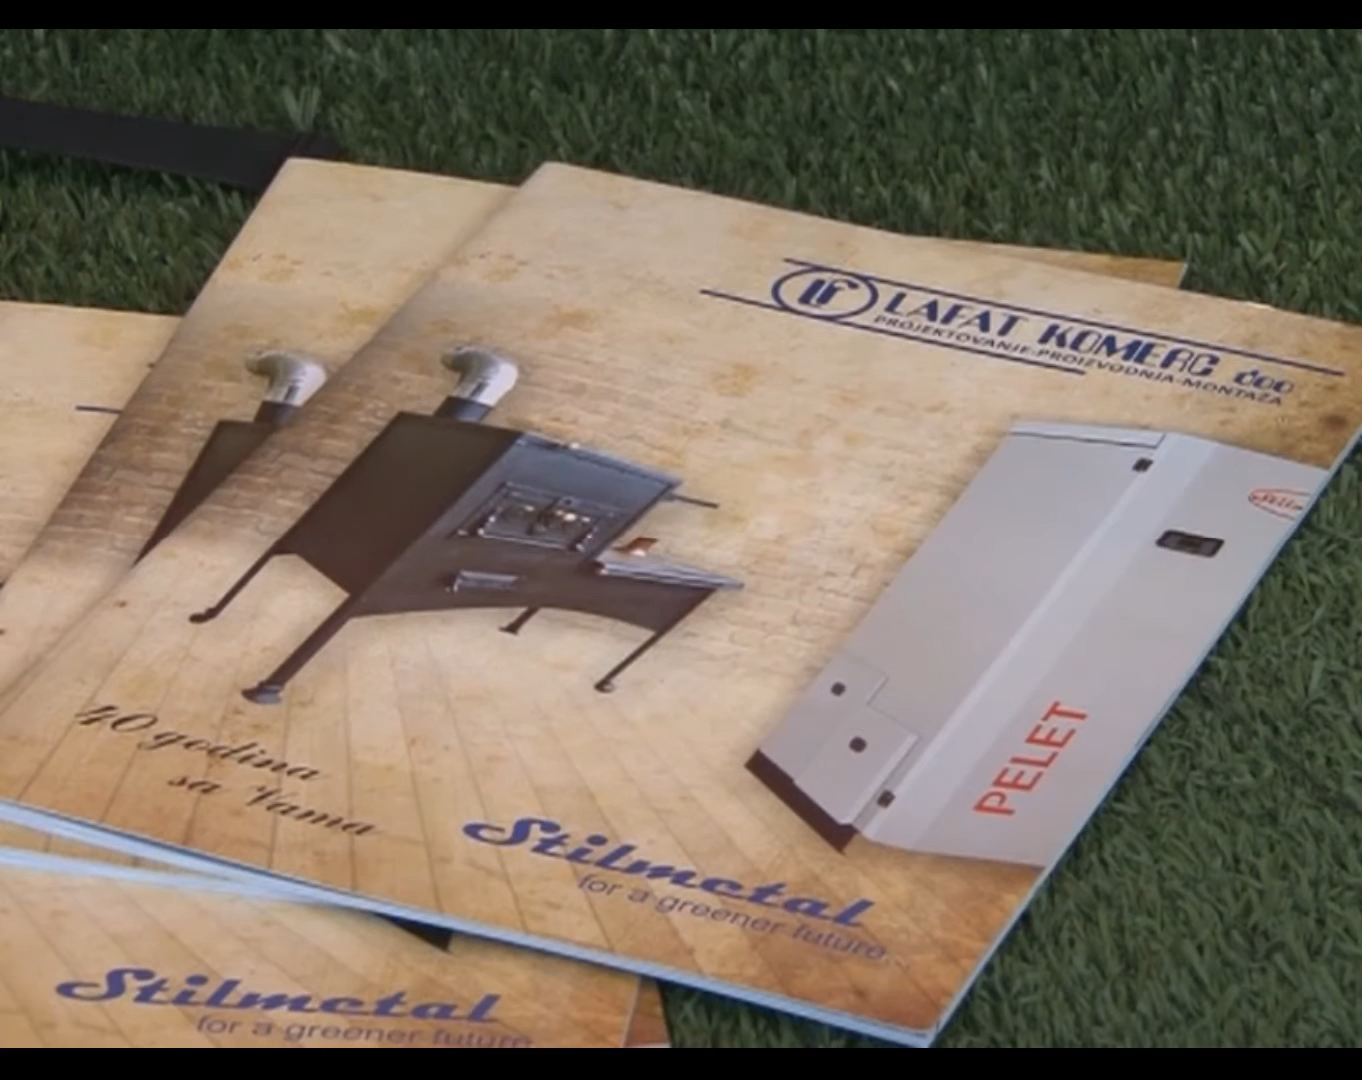 LF LAFAT KOMERC doo
PROJEKTOVANJE-PROIZVODNJA-MONTAŽA
PELET
40 godina
sa Vama
Stilmetal
for a greener future...
Stilmetal
for a greener future